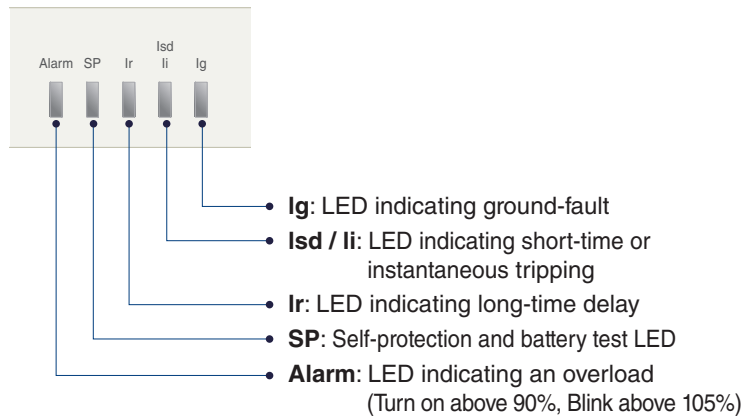 Isd
Alarm SP Ir Ii Ig
Ig: LED indicating ground-fault
Isd / Ii: LED indicating short-time or
instantaneous tripping
Ir: LED indicating long-time delay
SP: Self-protection and battery test LED
Alarm: LED indicating an overload
(Turn on above 90%, Blink above 105%)